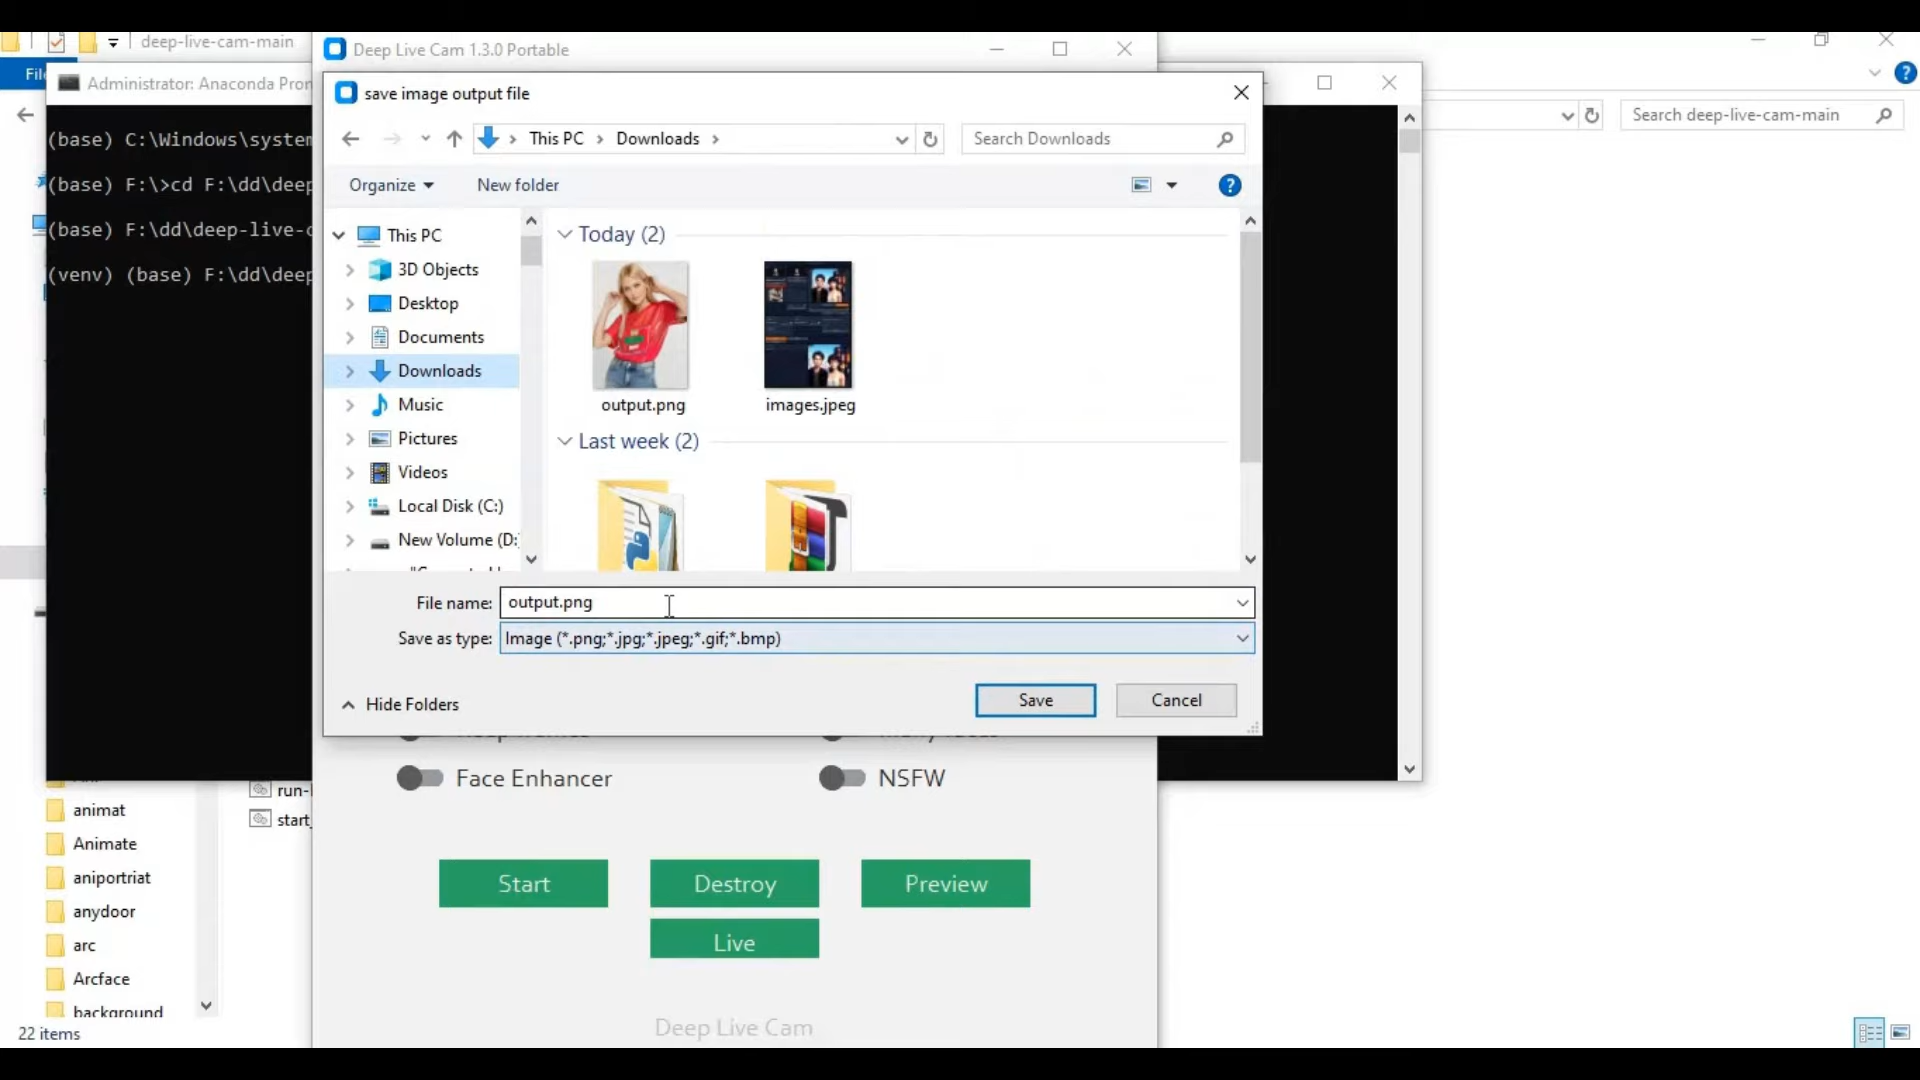 deep-live-cam-main
Deep Live Cam 1.3.0 Portable
Administrator: Anaconda
save image output file
This PC
Downloads
Search Downloads
Search deep-live-cam-main
(base) C:\Windows\system
Organize
New folder
(base) F:\>cd F:\dd\deep
(base) F:\dd\deep-live-
(venv) (base) F:\dd\deep
This PC
3D Objects
Desktop
Documents
Downloads
Music
Pictures
Videos
Local Disk (C:)
New Volume (D:
Today (2)
output.png
images.jpeg
Last week (2)
File name:
output.png
Save as type:
Image (*.png;*.jpg;*.jpeg;*.gif;*.bmp)
Hide Folders
Save
Cancel
Face Enhancer
NSFW
run-
start_
animat
Animate
aniportriat
anydoor
arc
Arcface
background
Start
Destroy
Preview
Live
Deep Live Cam
22 items